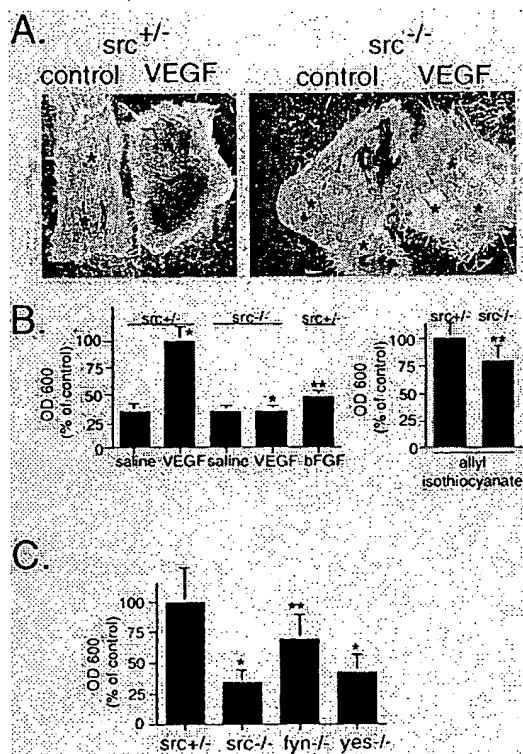 A.
src+/- src-/-
control VEGF control VEGF
B.
src+/- src-/- src+/-
OD 600
(% of control)
100
75
50
25
0
* * **
saline VEGF saline VEGF bFGF
src+/- src-/-
OD 600
(% of control)
100
75
50
25
0
**
allyl
isothiocyanate
C.
OD 600
(% of control)
100
75
50
25
0
* ** *
src+/- src-/- fyn-/- yes-/-